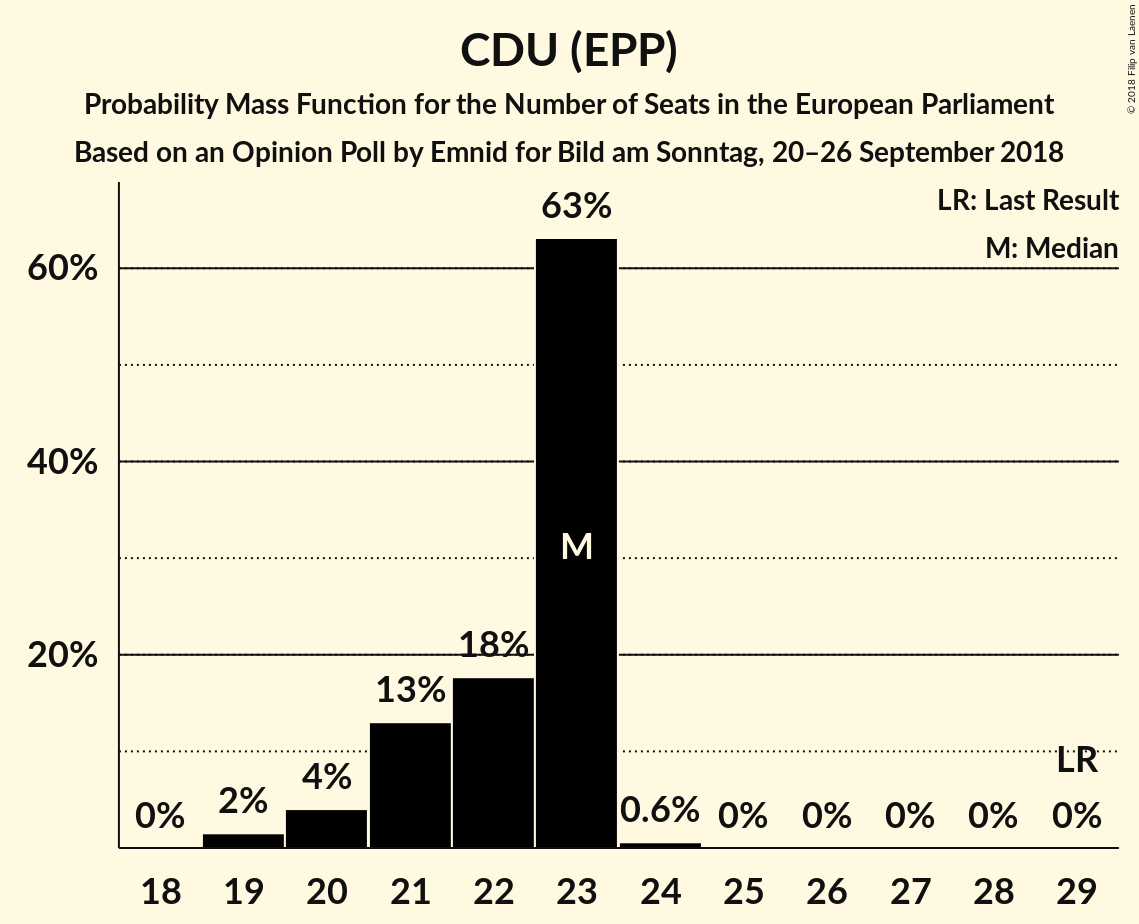 CDU (EPP)
Probability Mass Function for the Number of Seats in the European Parliament
Based on an Opinion Poll by Emnid for Bild am Sonntag, 20–26 September 2018
© 2018 Filip van Laenen
LR: Last Result
M: Median
60%
40%
20%
0%
2%
4%
13%
18%
63%
M
0.6%
0%
0%
0%
0%
LR
0%
18 19 20 21 22 23 24 25 26 27 28 29